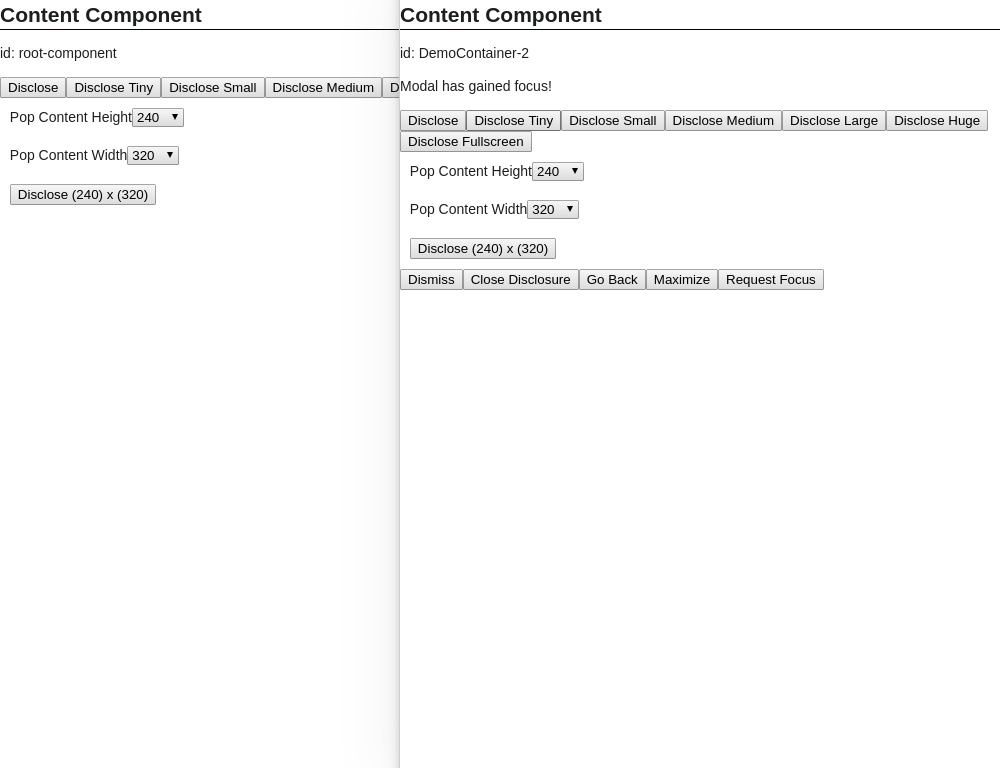 Content Component
id: root-component
Disclose Disclose Tiny Disclose Small Disclose Medium D
Pop Content Height 240
Pop Content Width 320
Disclose (240) x (320)
Content Component
id: DemoContainer-2
Modal has gained focus!
Disclose Disclose Tiny Disclose Small Disclose Medium Disclose Large Disclose Huge
Disclose Fullscreen
Pop Content Height 240
Pop Content Width 320
Disclose (240) x (320)
Dismiss Close Disclosure Go Back Maximize Request Focus